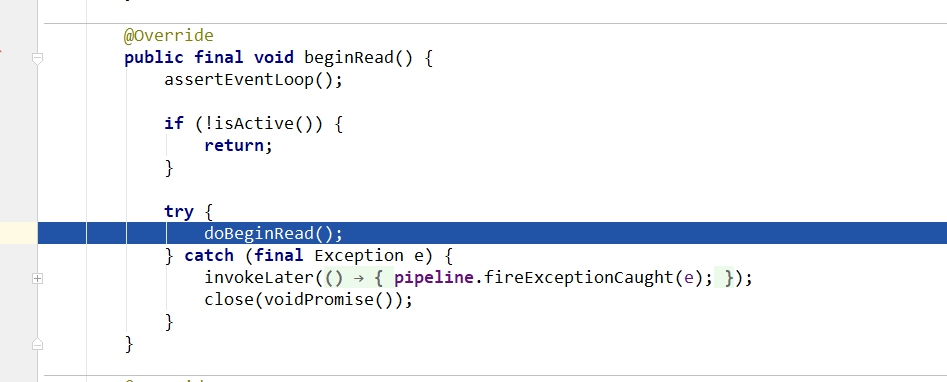 @Override
public final void beginRead() {
    assertEventLoop();

    if (!isActive()) {
        return;
    }

    try {
        doBeginRead();
    } catch (final Exception e) {
        invokeLater(() → { pipeline.fireExceptionCaught(e); });
        close(voidPromise());
    }
}